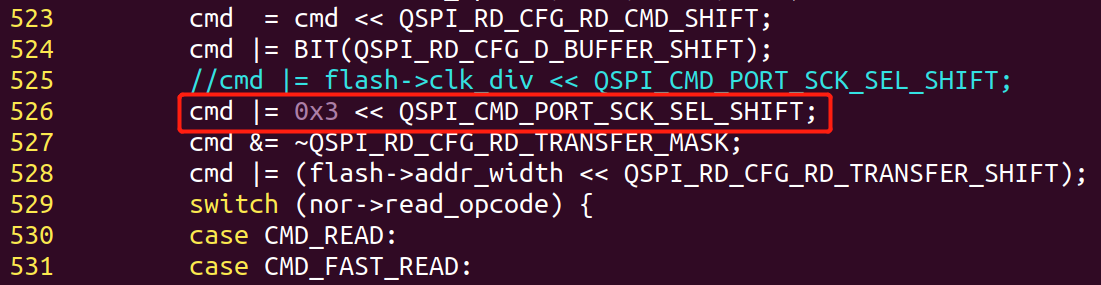 523 cmd  = cmd << QSPI_RD_CFG_RD_CMD_SHIFT;
524 cmd |= BIT(QSPI_RD_CFG_D_BUFFER_SHIFT);
525 //cmd |= flash->clk_div << QSPI_CMD_PORT_SCK_SEL_SHIFT;
526 cmd |= 0x3 << QSPI_CMD_PORT_SCK_SEL_SHIFT;
527 cmd &= ~QSPI_RD_CFG_RD_TRANSFER_MASK;
528 cmd |= (flash->addr_width << QSPI_RD_CFG_RD_TRANSFER_SHIFT);
529 switch (nor->read_opcode) {
530 case CMD_READ:
531 case CMD_FAST_READ: